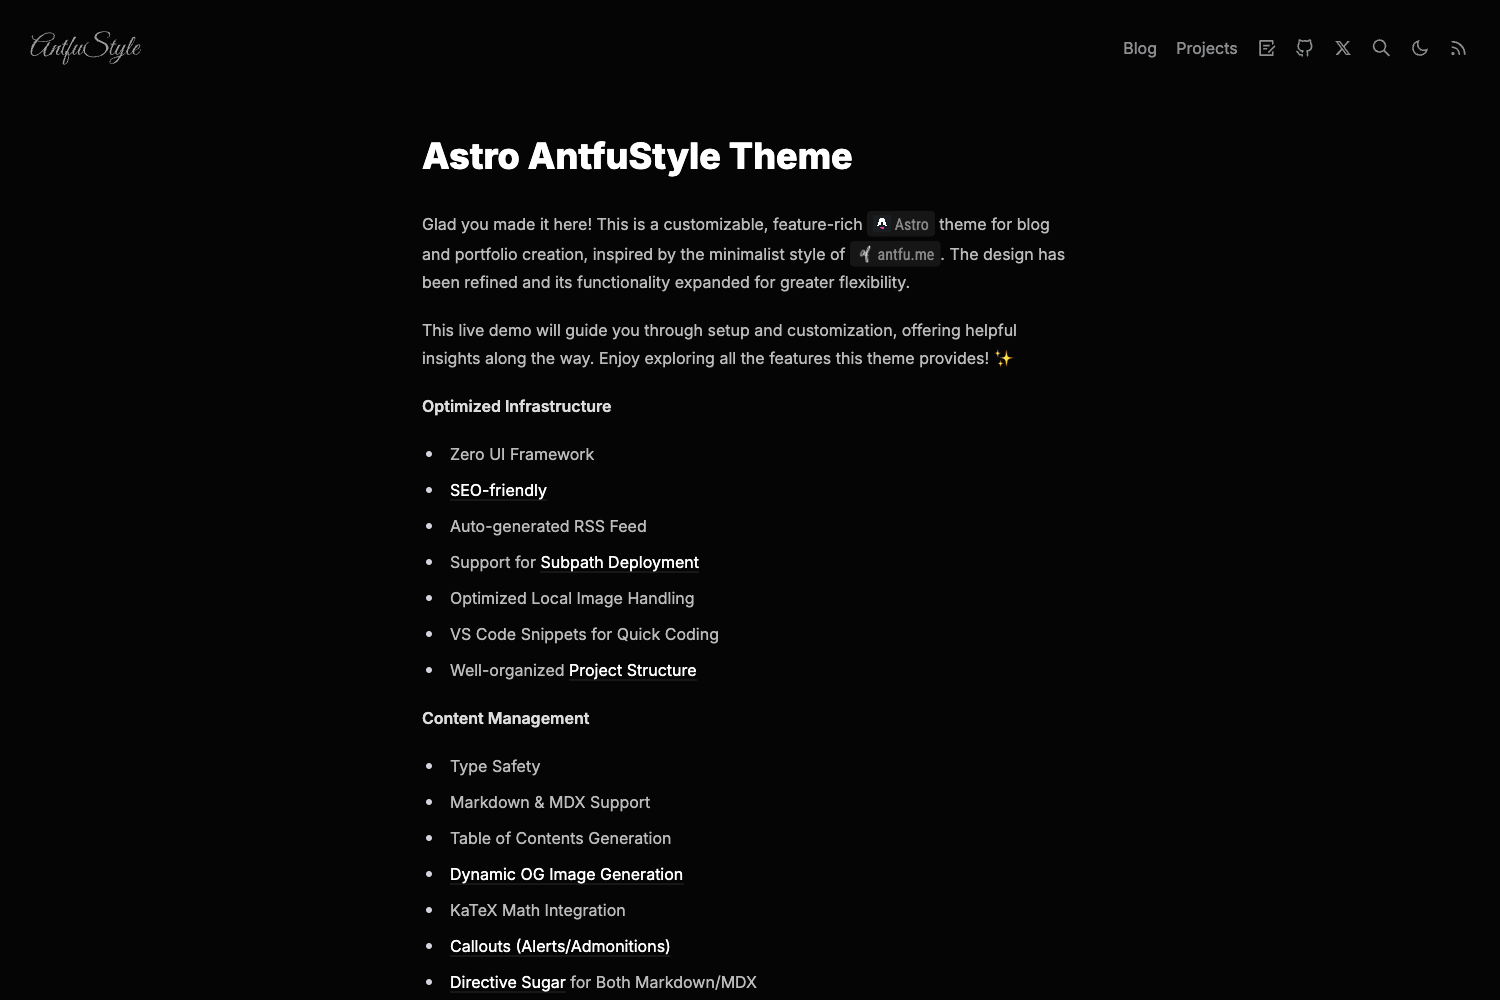 AntfuStyle
Blog Projects
Astro AntfuStyle Theme
Glad you made it here! This is a customizable, feature-rich Astro theme for blog
and portfolio creation, inspired by the minimalist style of antfu.me. The design has
been refined and its functionality expanded for greater flexibility.
This live demo will guide you through setup and customization, offering helpful
insights along the way. Enjoy exploring all the features this theme provides! ✨
Optimized Infrastructure
• Zero UI Framework
• SEO-friendly
• Auto-generated RSS Feed
• Support for Subpath Deployment
• Optimized Local Image Handling
• VS Code Snippets for Quick Coding
• Well-organized Project Structure
Content Management
• Type Safety
• Markdown & MDX Support
• Table of Contents Generation
• Dynamic OG Image Generation
• KaTeX Math Integration
• Callouts (Alerts/Admonitions)
• Directive Sugar for Both Markdown/MDX